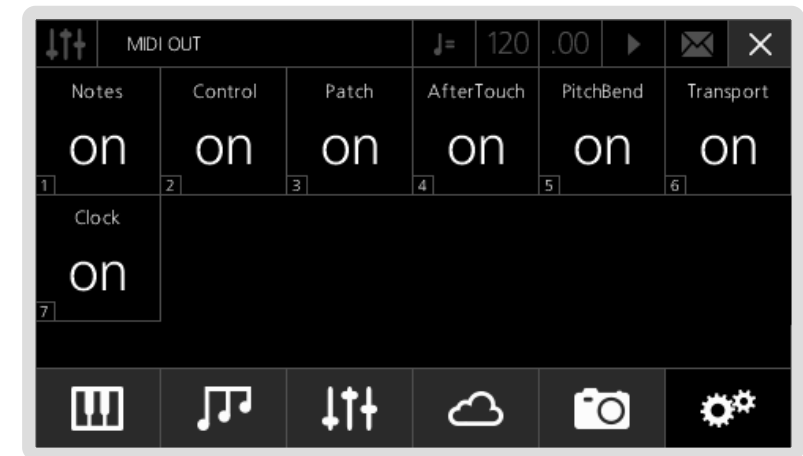 MIDI OUT ♩= 120 .00
Notes Control Patch AfterTouch PitchBend Transport
on on on on on on
1 2 3 4 5 6
Clock
on
7